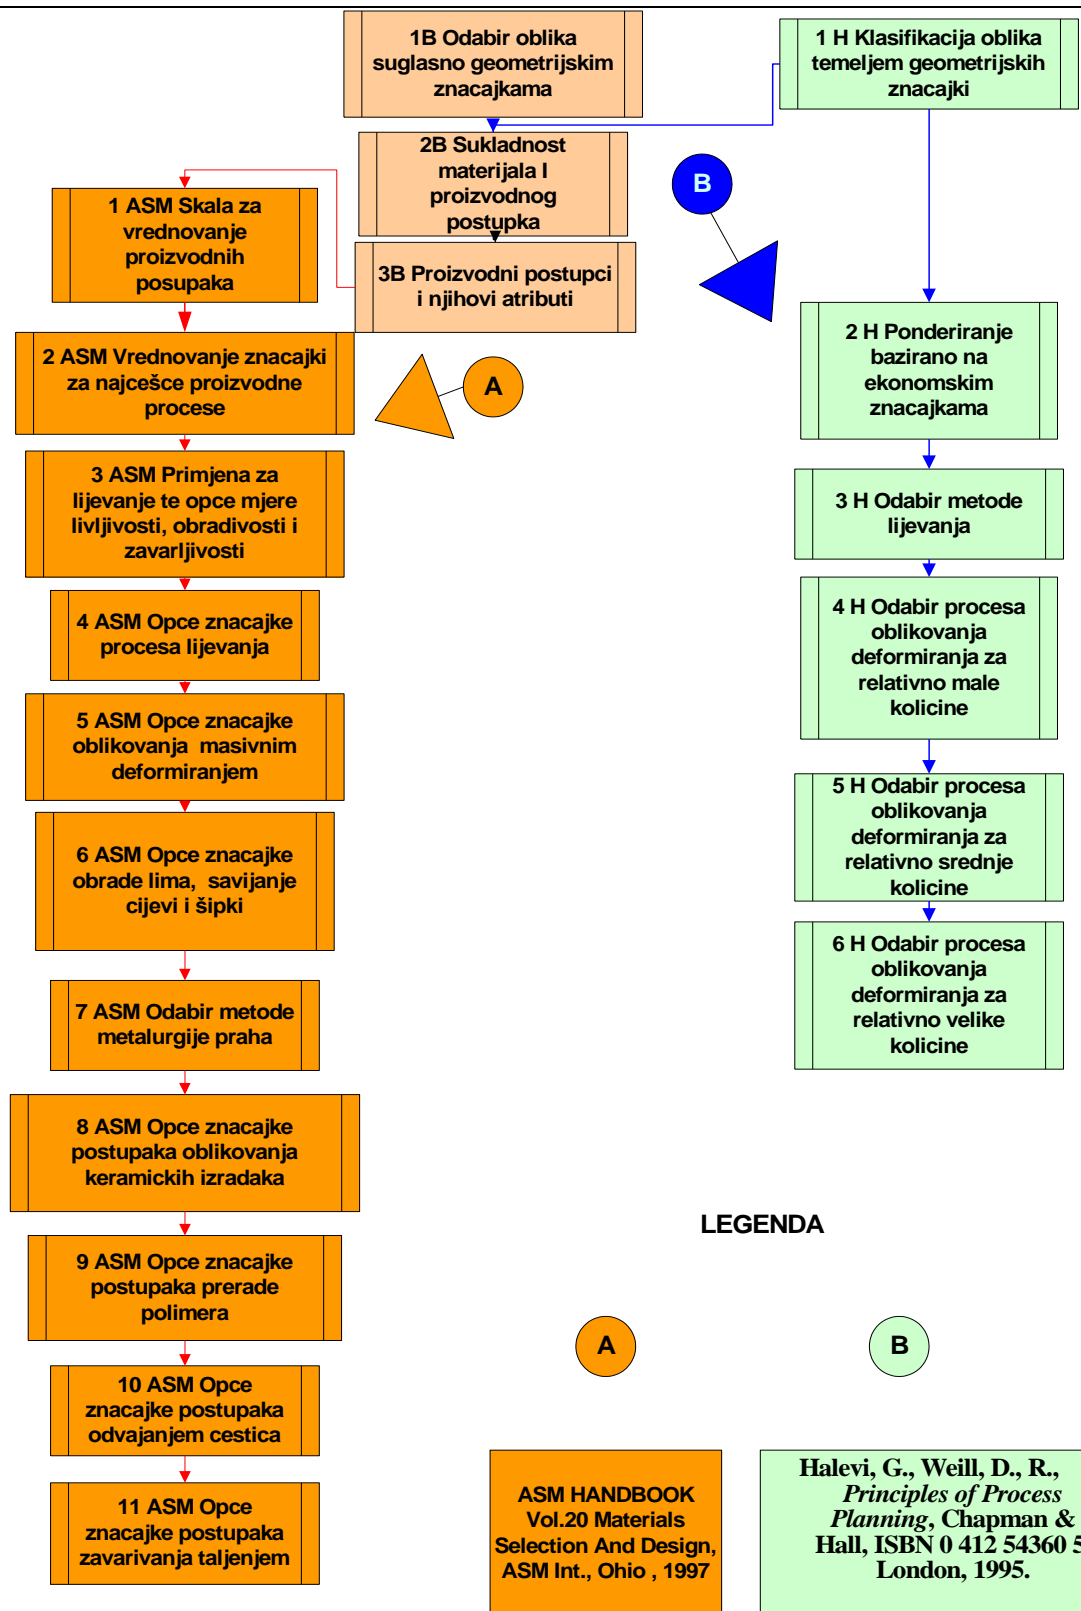 1B Odabir oblika
suglasno geometrijskim
znacajkama
1 H Klasifikacija oblika
temeljem geometrijskih
znacajki
2B Sukladnost
materijala I
proizvodnog
postupka
B
1 ASM Skala za
vrednovanje
proizvodnih
posupaka
3B Proizvodni postupci
i njihovi atributi
2 ASM Vrednovanje znacajki
za najcešce proizvodne
procese
A
2 H Ponderiranje
bazirano na
ekonomskim
znacajkama
3 ASM Primjena za
lijevanje te opce mjere
livljivosti, obradivosti i
zavarljivosti
3 H Odabir metode
lijevanja
4 ASM Opce znacajke
procesa lijevanja
4 H Odabir procesa
oblikovanja
deformiranja za
relativno male
kolicine
5 ASM Opce znacajke
oblikovanja masivnim
deformiranjem
5 H Odabir procesa
oblikovanja
deformiranja za
relativno srednje
kolicine
6 ASM Opce znacajke
obrade lima, savijanje
cijevi i šipki
6 H Odabir procesa
oblikovanja
deformiranja za
relativno velike
kolicine
7 ASM Odabir metode
metalurgije praha
8 ASM Opce znacajke
postupaka oblikovanja
keramickih izradaka
LEGENDA
9 ASM Opce znacajke
postupaka prerade
polimera
A
B
10 ASM Opce
znacajke postupaka
odvajanjem cestica
11 ASM Opce
znacajke postupaka
zavarivanja taljenjem
ASM HANDBOOK
Vol.20 Materials
Selection And Design,
ASM Int., Ohio , 1997
Halevi, G., Weill, D., R.,
Principles of Process
Planning, Chapman &
Hall, ISBN 0 412 54360 5
London, 1995.